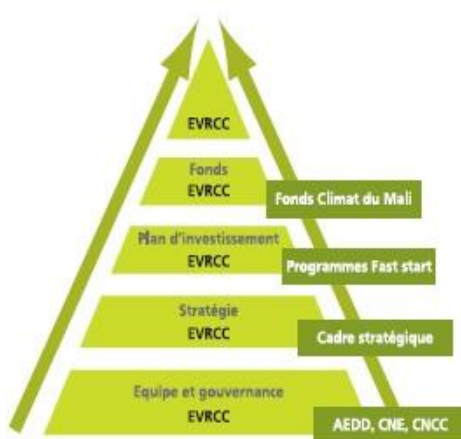 EVRCC
Fonds
EVRCC
Fonds Climat du Mali
Plan d'investissement
EVRCC
Programmes Fast start
Stratégie
EVRCC
Cadre stratégique
Equipe et gouvernance
EVRCC
AEDD, CNE, CNCC